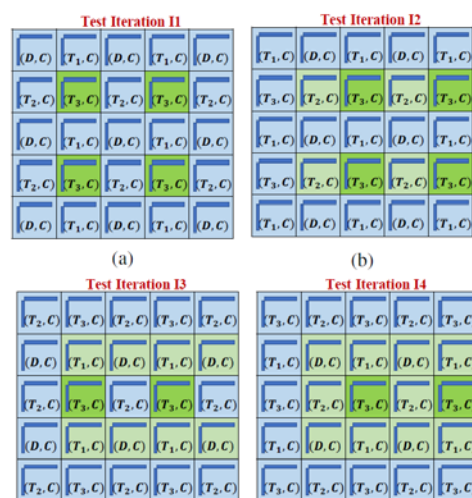 Test Iteration I1
(D, C) (T₁, C) (D, C) (T₁, C) (D, C)
(T₂, C) (T₃, C) (T₂, C) (T₃, C) (T₂, C)
(D, C) (T₁, C) (D, C) (T₁, C) (D, C)
(T₂, C) (T₃, C) (T₂, C) (T₃, C) (T₂, C)
(D, C) (T₁, C) (D, C) (T₁, C) (D, C)
(a)
Test Iteration I2
(T₁, C) (D, C) (T₁, C) (D, C) (T₁, C)
(T₃, C) (T₂, C) (T₃, C) (T₂, C) (T₃, C)
(T₁, C) (D, C) (T₁, C) (D, C) (T₁, C)
(T₃, C) (T₂, C) (T₃, C) (T₂, C) (T₃, C)
(T₁, C) (D, C) (T₁, C) (D, C) (T₁, C)
(b)
Test Iteration I3
(T₂, C) (T₃, C) (T₂, C) (T₃, C) (T₂, C)
(D, C) (T₁, C) (D, C) (T₁, C) (D, C)
(T₂, C) (T₃, C) (T₂, C) (T₃, C) (T₂, C)
(D, C) (T₁, C) (D, C) (T₁, C) (D, C)
(T₂, C) (T₃, C) (T₂, C) (T₃, C) (T₂, C)
Test Iteration I4
(T₃, C) (T₂, C) (T₃, C) (T₂, C) (T₃, C)
(T₁, C) (D, C) (T₁, C) (D, C) (T₁, C)
(T₃, C) (T₂, C) (T₃, C) (T₂, C) (T₃, C)
(T₁, C) (D, C) (T₁, C) (D, C) (T₁, C)
(T₃, C) (T₂, C) (T₃, C) (T₂, C) (T₃, C)